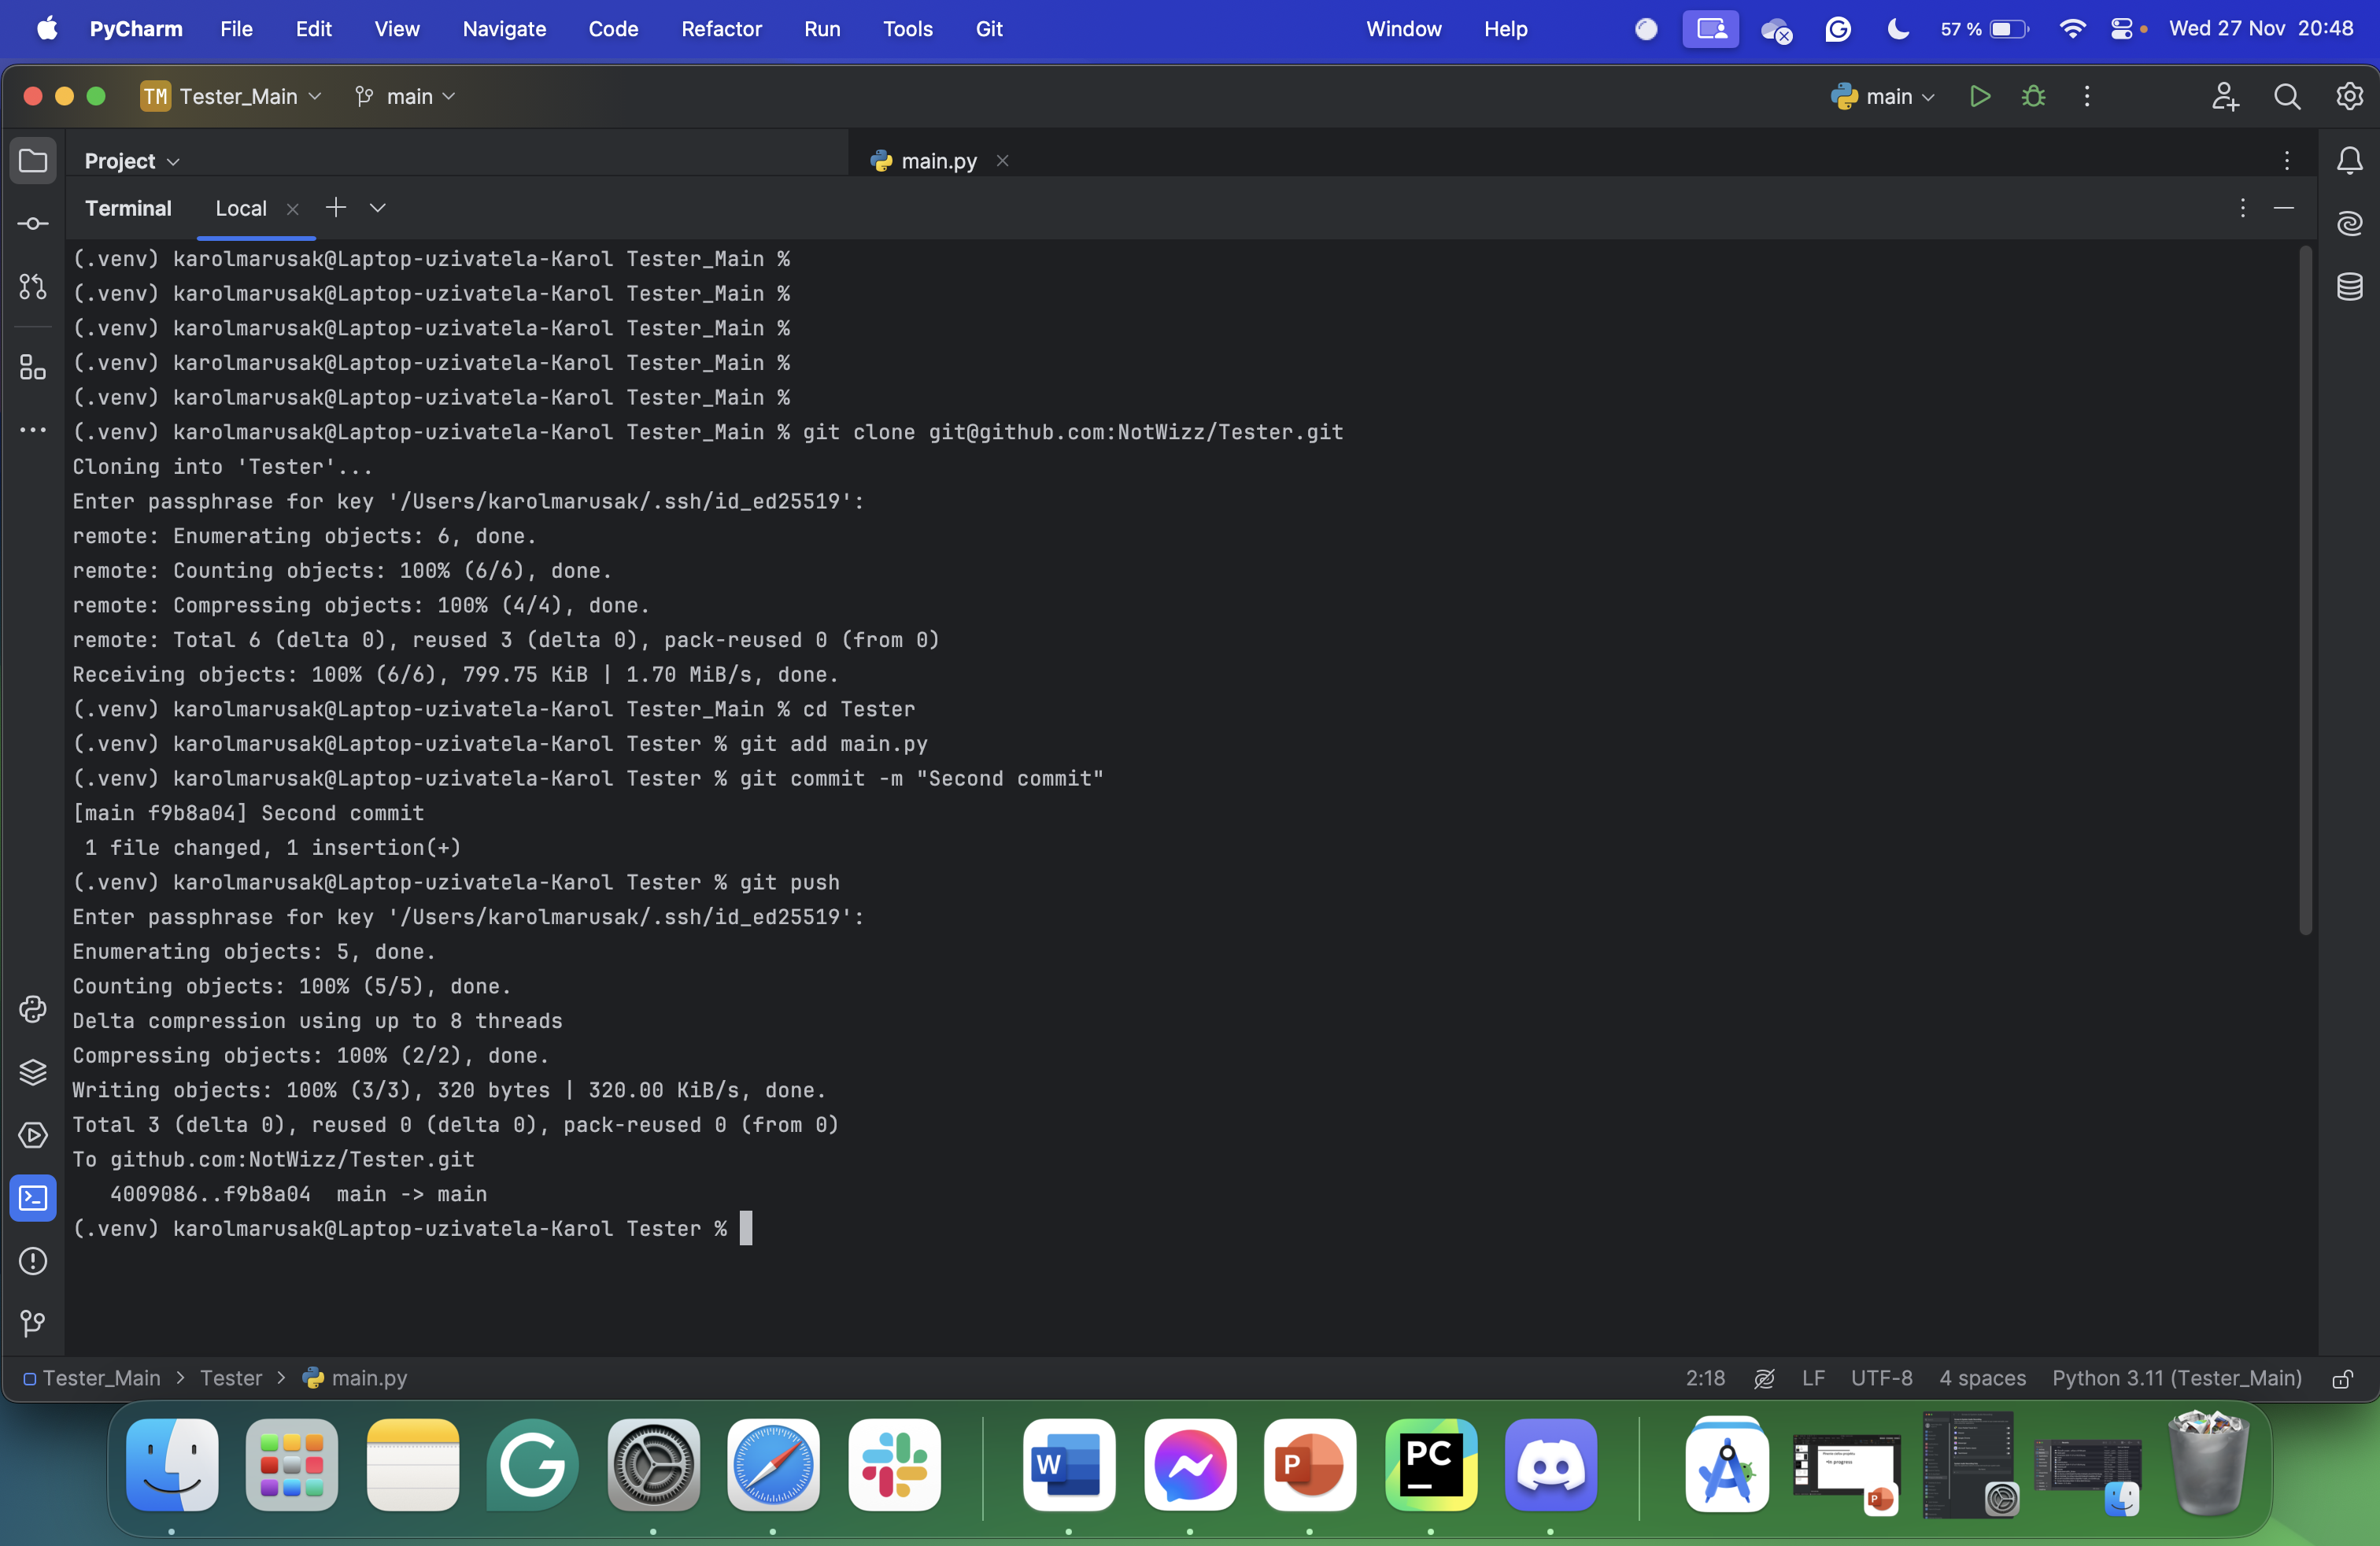 PyCharm File Edit View Navigate Code Refactor Run Tools Git Window Help 57 % Wed 27 Nov 20:48
TM Tester_Main main main
Project main.py
Terminal Local
(.venv) karolmarusak@Laptop-uzivatela-Karol Tester_Main %
(.venv) karolmarusak@Laptop-uzivatela-Karol Tester_Main %
(.venv) karolmarusak@Laptop-uzivatela-Karol Tester_Main %
(.venv) karolmarusak@Laptop-uzivatela-Karol Tester_Main %
(.venv) karolmarusak@Laptop-uzivatela-Karol Tester_Main %
(.venv) karolmarusak@Laptop-uzivatela-Karol Tester_Main % git clone git@github.com:NotWizz/Tester.git
Cloning into 'Tester'...
Enter passphrase for key '/Users/karolmarusak/.ssh/id_ed25519':
remote: Enumerating objects: 6, done.
remote: Counting objects: 100% (6/6), done.
remote: Compressing objects: 100% (4/4), done.
remote: Total 6 (delta 0), reused 3 (delta 0), pack-reused 0 (from 0)
Receiving objects: 100% (6/6), 799.75 KiB | 1.70 MiB/s, done.
(.venv) karolmarusak@Laptop-uzivatela-Karol Tester_Main % cd Tester
(.venv) karolmarusak@Laptop-uzivatela-Karol Tester % git add main.py
(.venv) karolmarusak@Laptop-uzivatela-Karol Tester % git commit -m "Second commit"
[main f9b8a04] Second commit
 1 file changed, 1 insertion(+)
(.venv) karolmarusak@Laptop-uzivatela-Karol Tester % git push
Enter passphrase for key '/Users/karolmarusak/.ssh/id_ed25519':
Enumerating objects: 5, done.
Counting objects: 100% (5/5), done.
Delta compression using up to 8 threads
Compressing objects: 100% (2/2), done.
Writing objects: 100% (3/3), 320 bytes | 320.00 KiB/s, done.
Total 3 (delta 0), reused 0 (delta 0), pack-reused 0 (from 0)
To github.com:NotWizz/Tester.git
   4009086..f9b8a04  main -> main
(.venv) karolmarusak@Laptop-uzivatela-Karol Tester %
Tester_Main > Tester > main.py 2:18 LF UTF-8 4 spaces Python 3.11 (Tester_Main)
W P PC